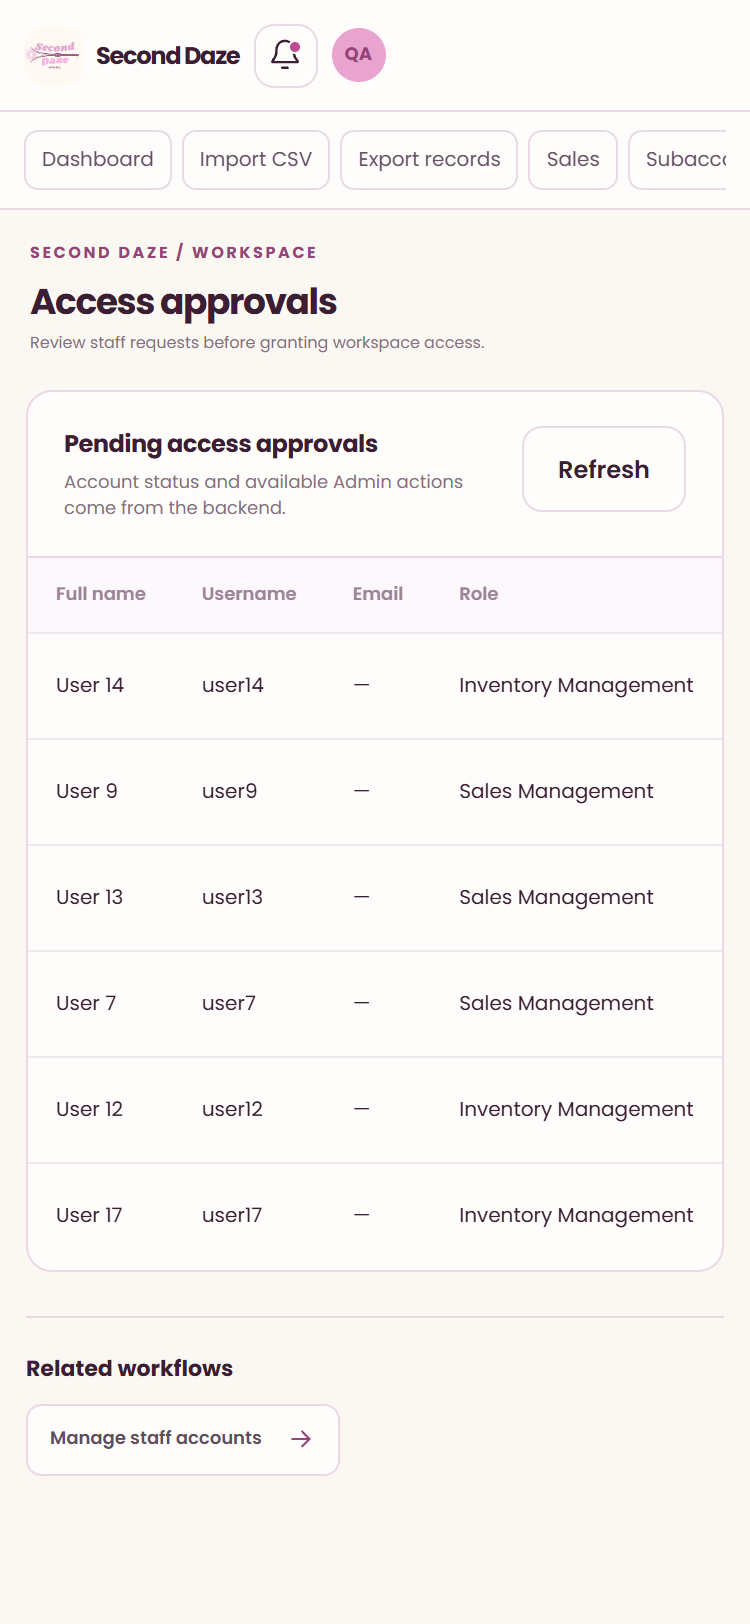 Second
Daze
Second Daze
QA
Dashboard
Import CSV
Export records
Sales
SECOND DAZE / WORKSPACE
Access approvals
Review staff requests before granting workspace access.
Pending access approvals
Account status and available Admin actions
come from the backend.
Refresh
Full name Username Email Role
User 14 user14 — Inventory Management
User 9 user9 — Sales Management
User 13 user13 — Sales Management
User 7 user7 — Sales Management
User 12 user12 — Inventory Management
User 17 user17 — Inventory Management
Related workflows
Manage staff accounts →